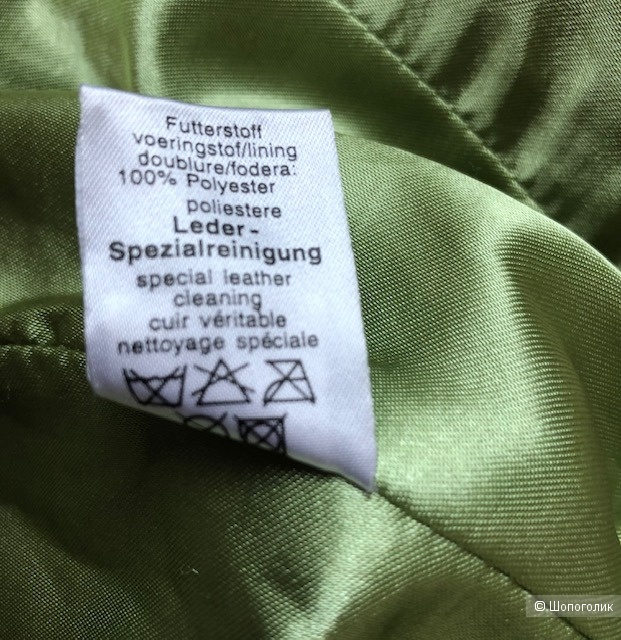 Futterstoff
voeringstof/lining
doublure/fodera:
100% Polyester
poliestere
Leder-
Spezialreinigung
special leather
cleaning
cuir véritable
nettoyage spéciale
© Шопоголик